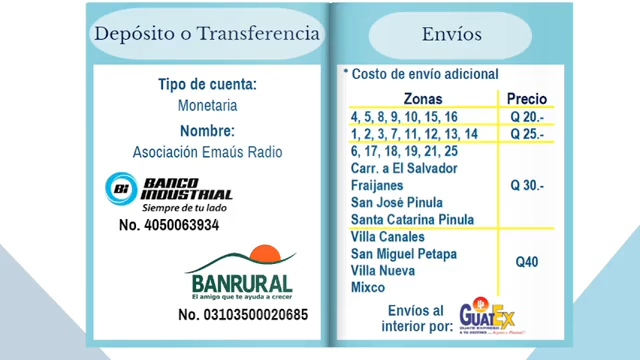 Depósito o Transferencia
Tipo de cuenta:
Monetaria
Nombre:
Asociación Emaús Radio
Bi BANCO
INDUSTRIAL
Siempre de tu lado
No. 4050063934
BANRURAL
El amigo que te ayuda a crecer
No. 03103500020685
Envíos
* Costo de envío adicional
Zonas Precio
4, 5, 8, 9, 10, 15, 16 Q 20.-
1, 2, 3, 7, 11, 12, 13, 14 Q 25.-
6, 17, 18, 19, 21, 25
Carr. a El Salvador
Fraijanes Q 30.-
San José Pinula
Santa Catarina Pinula
Villa Canales
San Miguel Petapa Q40
Villa Nueva
Mixco
Envíos al
interior por:
GUATEX